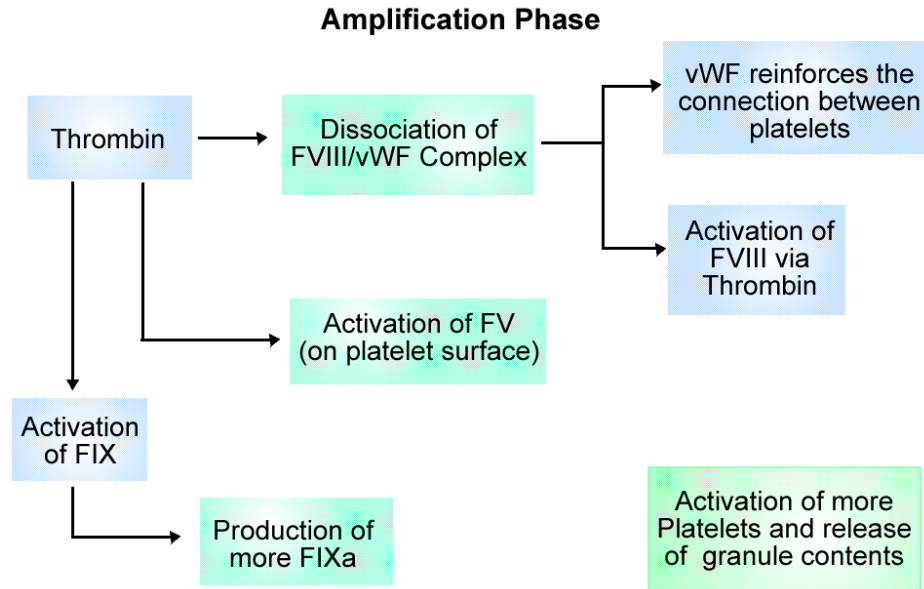 Amplification Phase
Thrombin
Dissociation of
FVIII/vWF Complex
vWF reinforces the
connection between
platelets
Activation of
FVIII via
Thrombin
Activation of FV
(on platelet surface)
Activation
of FIX
Production of
more FIXa
Activation of more
Platelets and release
of granule contents